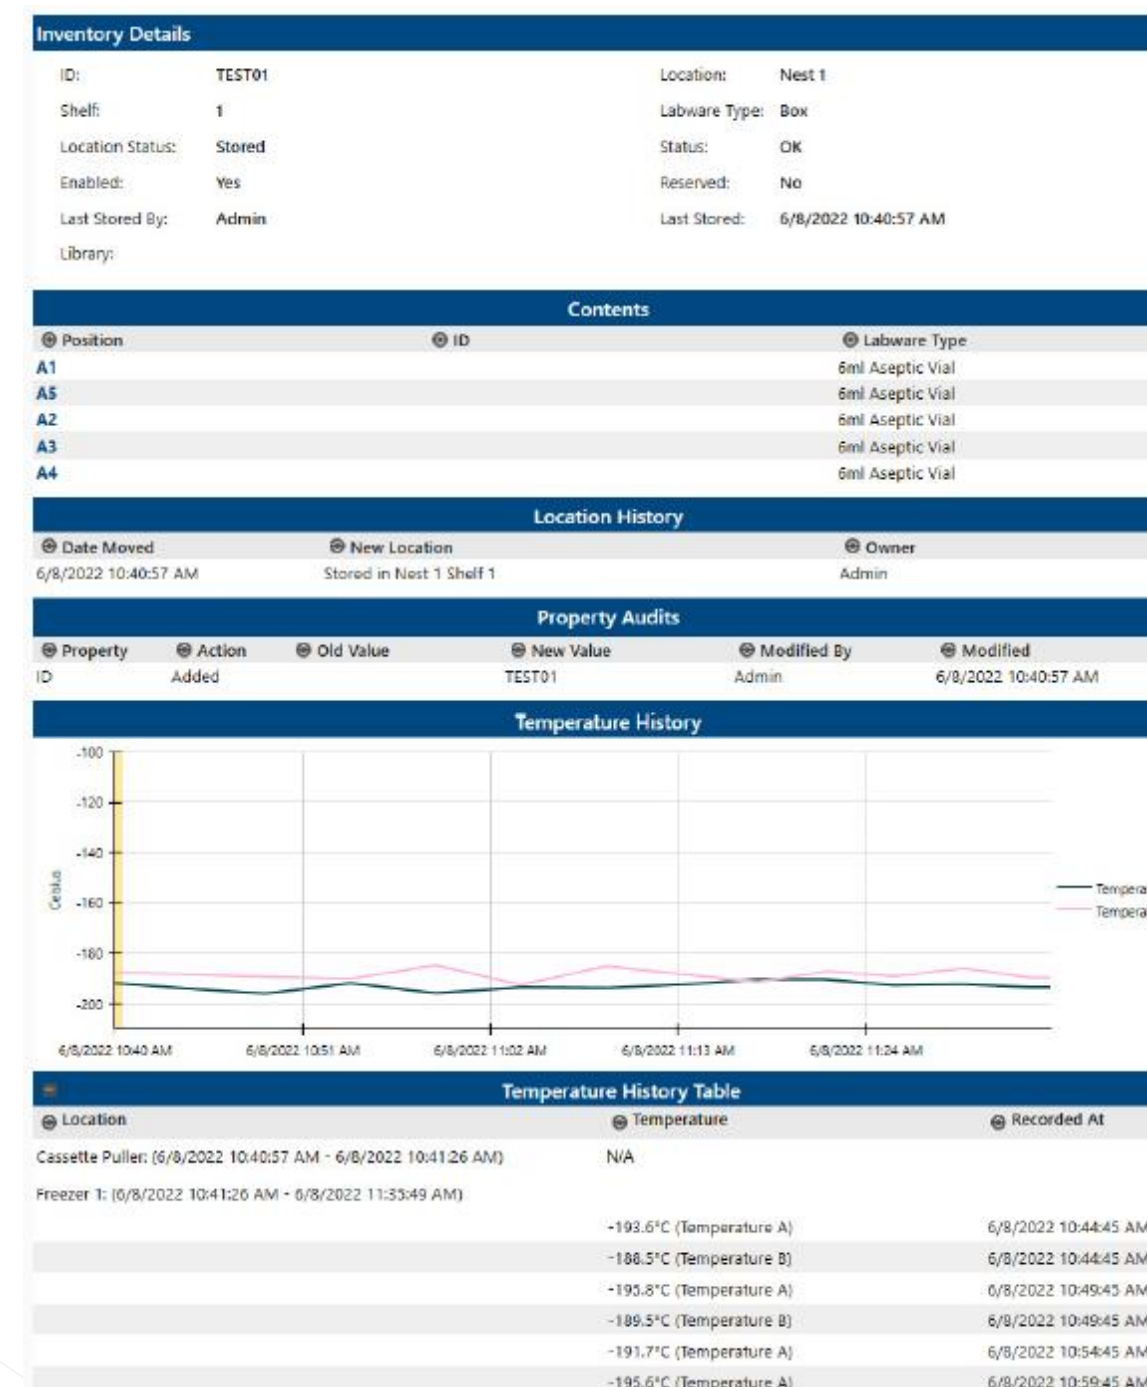 Inventory Details
ID: TEST01 Location: Nest 1
Shelf: 1 Labware Type: Box
Location Status: Stored Status: OK
Enabled: Yes Reserved: No
Last Stored By: Admin Last Stored: 6/8/2022 10:40:57 AM
Library:
Contents
Position ID Labware Type
A1 6ml Aseptic Vial
A5 6ml Aseptic Vial
A2 6ml Aseptic Vial
A3 6ml Aseptic Vial
A4 6ml Aseptic Vial
Location History
Date Moved New Location Owner
6/8/2022 10:40:57 AM Stored in Nest 1 Shelf 1 Admin
Property Audits
Property Action Old Value New Value Modified By Modified
ID Added TEST01 Admin 6/8/2022 10:40:57 AM
Temperature History
-100
-120
-140
Celsius
-160
-180
-200
Tempera
Tempera
6/8/2022 10:40 AM 6/8/2022 10:51 AM 6/8/2022 11:02 AM 6/8/2022 11:13 AM 6/8/2022 11:24 AM
Temperature History Table
Location Temperature Recorded At
Cassette Puller: (6/8/2022 10:40:57 AM - 6/8/2022 10:41:26 AM) N/A
Freezer 1: (6/8/2022 10:41:26 AM - 6/8/2022 11:35:49 AM)
-193.6°C (Temperature A) 6/8/2022 10:44:45 AM
-188.5°C (Temperature B) 6/8/2022 10:44:45 AM
-195.8°C (Temperature A) 6/8/2022 10:49:45 AM
-189.5°C (Temperature B) 6/8/2022 10:49:45 AM
-191.7°C (Temperature A) 6/8/2022 10:54:45 AM
-195.6°C (Temperature A) 6/8/2022 10:59:45 AM